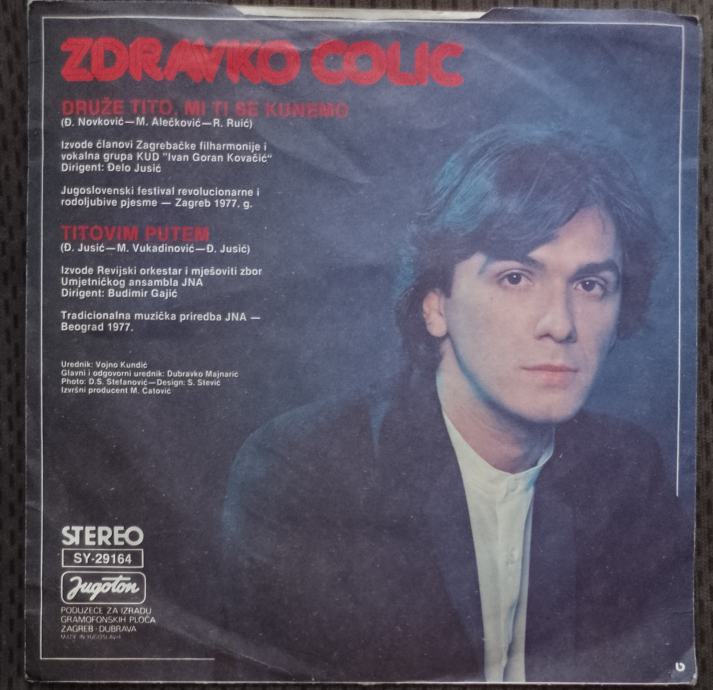 ZDRAVKO COLIC
DRUŽE TITO, MI TI SE KUNEMO
(Đ. Novković—M. Alečković—R. Ruić)
Izvode članovi Zagrebačke filharmonije i
vokalna grupa KUD "Ivan Goran Kovačić"
Dirigent: Đelo Jusić
Jugoslovenski festival revolucionarne i
rodoljubive pjesme — Zagreb 1977. g.
TITOVIM PUTEM
(Đ. Jusić—M. Vukadinović—Đ. Jusić)
Izvode Revijski orkestar i mješoviti zbor
Umjetničkog ansambla JNA
Dirigent: Budimir Gajić
Tradicionalna muzička priredba JNA —
Beograd 1977.
Urednik: Vojno Kundić
Glavni i odgovorni urednik: Dubravko Majnarić
Photo: D.S. Stefanović—Design: S. Stević
Izvršni producent M. Catović
STEREO
SY-29164
Jugoton
PODUZECE ZA IZRADU
GRAMOFONSKIH PLOČA
ZAGREB - DUBRAVA
MADE IN YUGOSLAVIA